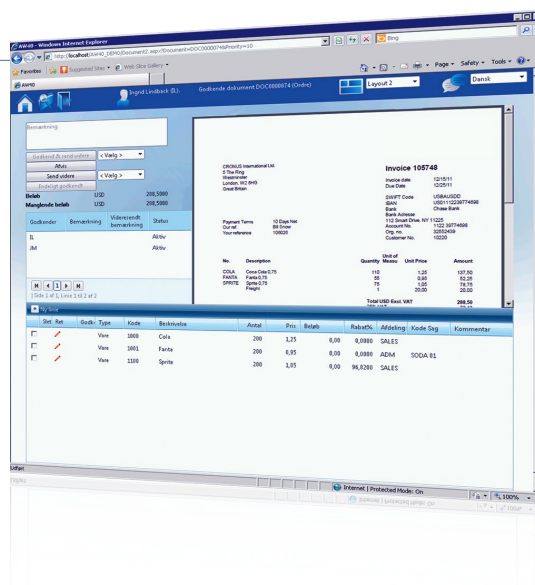 AW40 - Windows Internet Explorer
http://localhost/AW40_DEMO/Document2.aspx?Document=DOC0000074&Priority=10
Bing
Favorites Suggested Sites Web Slice Gallery
AW40
Page Safety Tools
Ingrid Lindback (IL).
Godkende dokument DOC0000074 (Ordre)
Layout 2
Dansk
Bemærkning
Godkend & send videre < Vælg >
Afvis
Send videre < Vælg >
Endeligt godkendt
Beløb USD 208,5000
Manglende beløb USD 208,5000
Godkender Bemærkning Videresendt bemærkning Status
IL Aktiv
JM Aktiv
1
Side 1 af 1, Linie 1 til 2 af 2
CRONUS International Ltd.
5 The Ring
Westminster
London, W2 8HG
Great Britain
Invoice 105748
Invoice date 12/15/11
Due Date 12/25/11
SWIFT Code USBAUSDD
IBAN
Bank Chase Bank
Bank Adresse
112 Smart Drive, NY 11225
Account No. 1122 39774698
Org. no. 32552439
Customer No. 10220
Payment Terms 10 Days Net
Our ref. Bill Snow
Your reference 106026
No. Description Quantity Unit of Measu Unit Price Amount
COLA Coca Cola 0,75 110 1,25 137,50
FANTA Fanta 0,75 55 0,95 52,25
SPRITE Sprite 0,75 75 1,05 78,75
Freight 1 20,00 20,00
Total USD Excl. VAT 288,50
Ny linie
Slet Ret Godk. Type Kode Beskrivelse Antal Pris Beløb Rabat% Afdeling Kode Sag Kommentar
Vare 1000 Cola 200 1,25 0,00 0,0000 SALES
Vare 1001 Fanta 200 0,95 0,00 0,0000 ADM SODA 01
Vare 1100 Sprite 200 1,05 0,00 96,0200 SALES
Udført
Internet | Protected Mode: On
100%